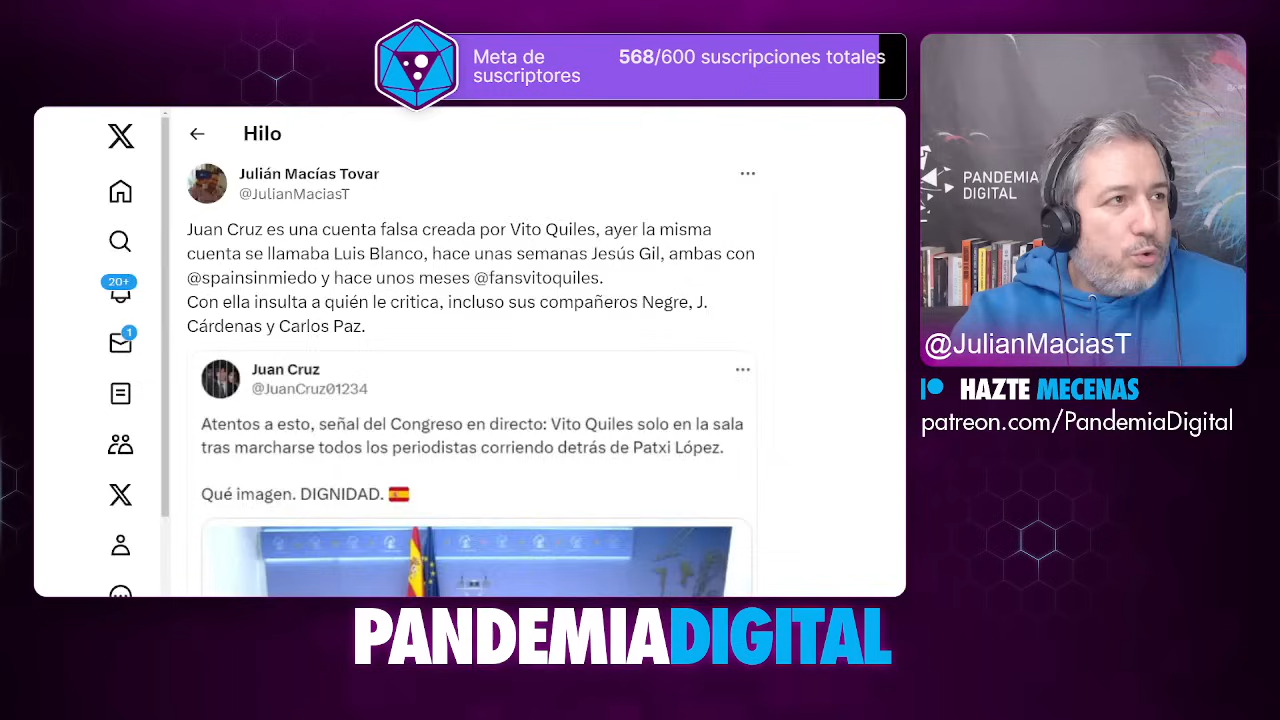 Meta de
suscriptores
568/600 suscripciones totales
Hilo
Julián Macías Tovar
@JulianMaciasT
Juan Cruz es una cuenta falsa creada por Vito Quiles, ayer la misma
cuenta se llamaba Luis Blanco, hace unas semanas Jesús Gil, ambas con
@spainsinmiedo y hace unos meses @fansvitoquiles.
Con ella insulta a quién le critica, incluso sus compañeros Negre, J.
Cárdenas y Carlos Paz.
20+
1
Juan Cruz
@JuanCruz01234
Atentos a esto, señal del Congreso en directo: Vito Quiles solo en la sala
tras marcharse todos los periodistas corriendo detrás de Patxi López.
Qué imagen. DIGNIDAD. 🇪🇸
PANDEMIA
DIGITAL
@JulianMaciasT
HAZTE MECENAS
patreon.com/PandemiaDigital
PANDEMIADIGITAL